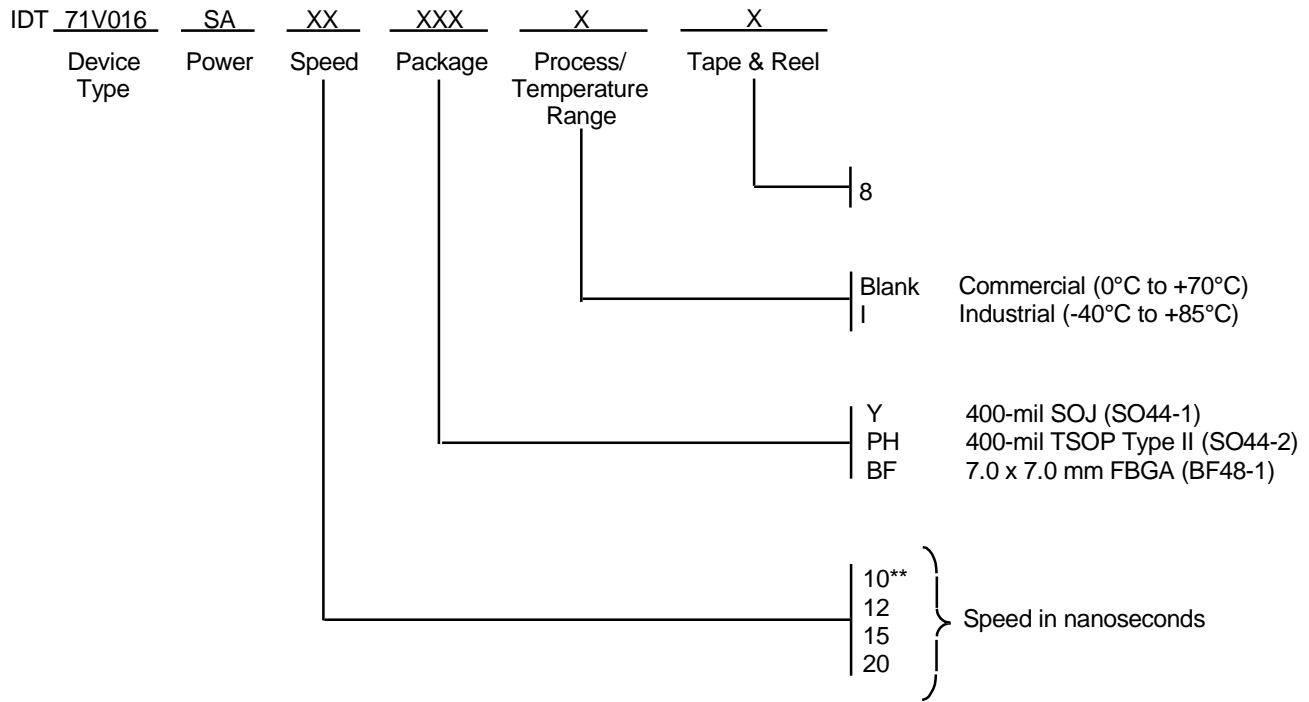 IDT 71V016 SA XX XXX X X
Device Type Power Speed Package Process/ Temperature Range Tape & Reel
8
Blank Commercial (0°C to +70°C)
I Industrial (-40°C to +85°C)
Y 400-mil SOJ (SO44-1)
PH 400-mil TSOP Type II (SO44-2)
BF 7.0 x 7.0 mm FBGA (BF48-1)
10**
12
15
20
Speed in nanoseconds